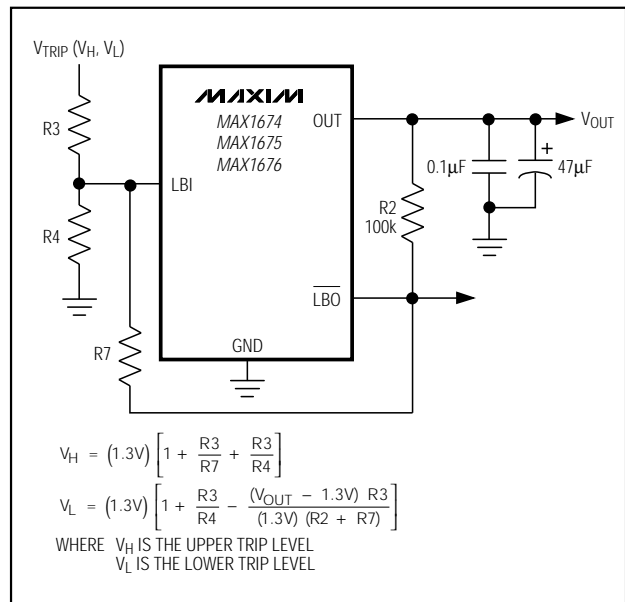 VTRIP (VH, VL)
R3
R4
R7
MAXIM
MAX1674
MAX1675
MAX1676
LBI
OUT
LBO
GND
R2
100k
0.1µF
+
47µF
VOUT
VH = (1.3V) [1 + R3/R7 + R3/R4]
VL = (1.3V) [1 + R3/R4 − (VOUT − 1.3V) R3/(1.3V) (R2 + R7)]
WHERE VH IS THE UPPER TRIP LEVEL
VL IS THE LOWER TRIP LEVEL